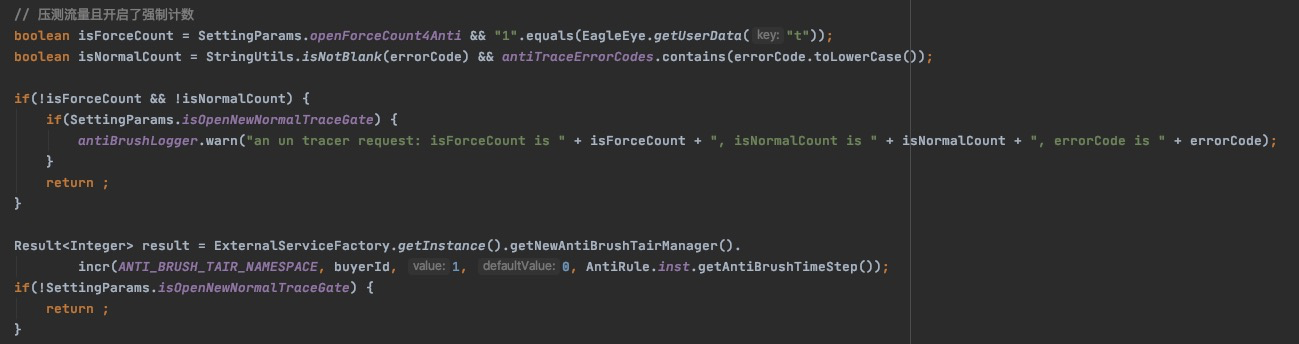 // 压测流量且开启了强制计数
boolean isForceCount = SettingParams.openForceCount4Anti && "1".equals(EagleEye.getUserData( key: "t"));
boolean isNormalCount = StringUtils.isNotBlank(errorCode) && antiTraceErrorCodes.contains(errorCode.toLowerCase());
if(!isForceCount && !isNormalCount) {
if(SettingParams.isOpenNewNormalTraceGate) {
antiBrushLogger.warn("an un tracer request: isForceCount is " + isForceCount + ", isNormalCount is " + isNormalCount + ", errorCode is " + errorCode);
}
return ;
}
Result<Integer> result = ExternalServiceFactory.getInstance().getNewAntiBrushTairManager().
incr(ANTI_BRUSH_TAIR_NAMESPACE, buyerId, value: 1, defaultValue: 0, AntiRule.inst.getAntiBrushTimeStep());
if(!SettingParams.isOpenNewNormalTraceGate) {
return ;
}